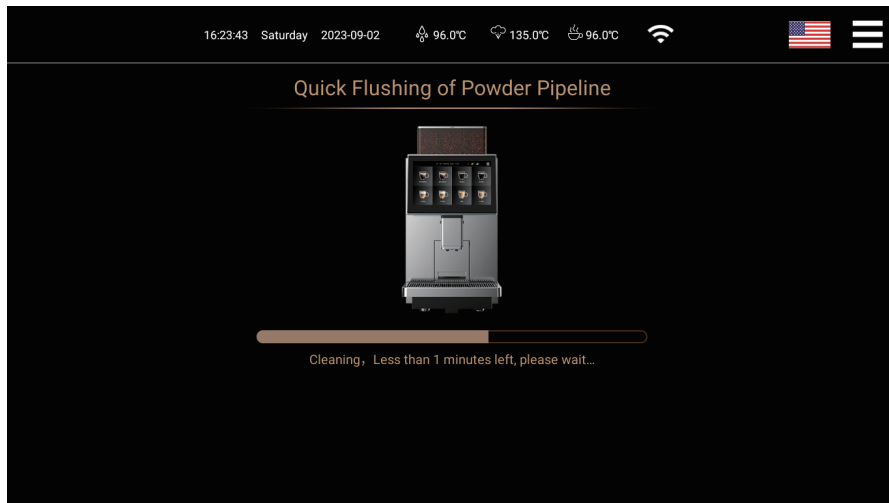 16:23:43 Saturday 2023-09-02 96.0℃ 135.0℃ 96.0℃
Quick Flushing of Powder Pipeline
Cleaning，Less than 1 minutes left, please wait...